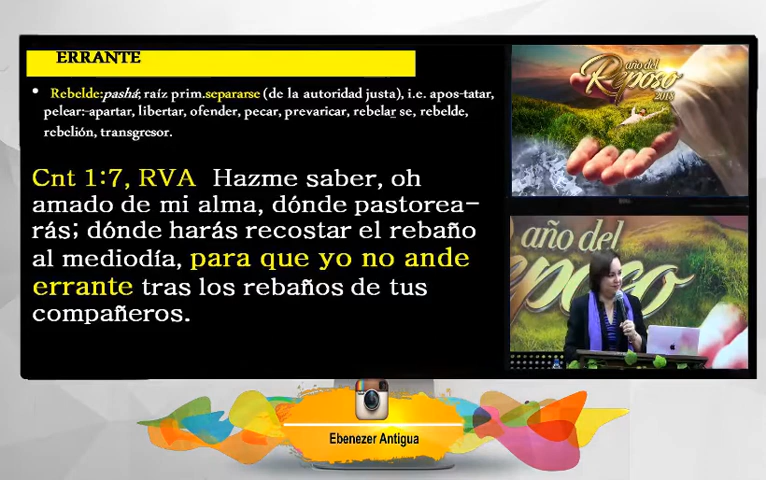 ERRANTE
• Rebelde:pashá; raíz prim.separarse (de la autoridad justa), i.e. apos-tatar,
pelear:-apartar, libertar, ofender, pecar, prevaricar, rebelar se, rebelde,
rebelión, transgresor.
Cnt 1:7, RVA Hazme saber, oh
amado de mi alma, dónde pastorea-
rás; dónde harás recostar el rebaño
al mediodía, para que yo no ande
errante tras los rebaños de tus
compañeros.
año del
Reposo
2018
año del
Reposo
Ebenezer Antigua